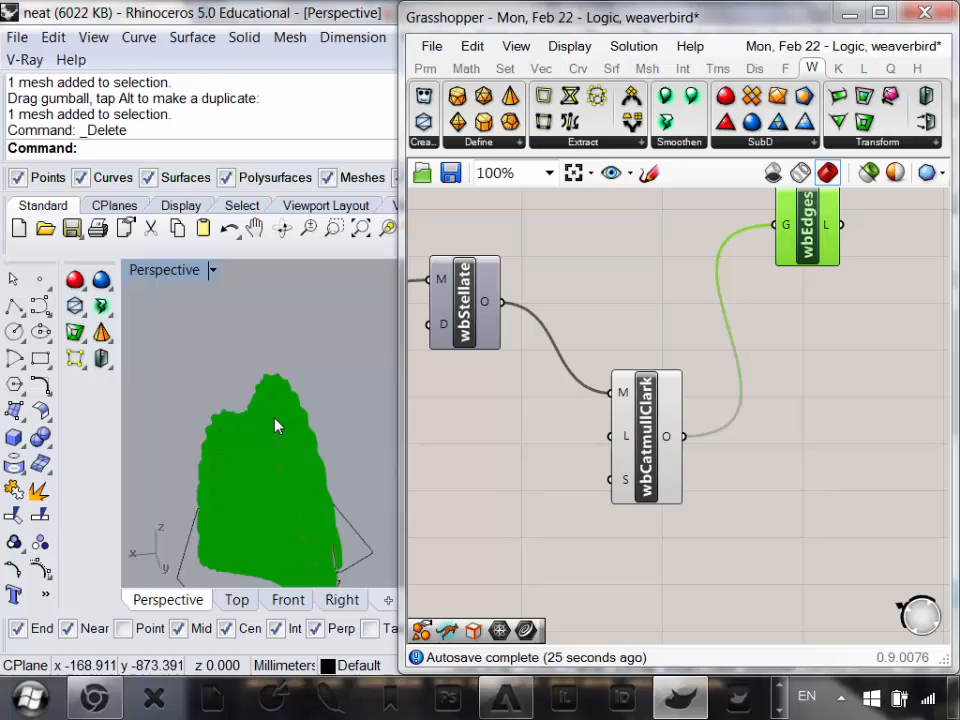 neat (6022 KB) - Rhinoceros 5.0 Educational - [Perspective]
File Edit View Curve Surface Solid Mesh Dimension
V-Ray Help
1 mesh added to selection.
Drag gumball, tap Alt to make a duplicate:
1 mesh added to selection.
Command: _Delete
Command:
Points Curves Surfaces Polysurfaces Meshes
Standard CPlanes Display Select Viewport Layout
Perspective
z
x
y
Perspective Top Front Right
End Near Point Mid Cen Int Perp Ta
CPlane x -168.911 y -873.391 z 0.000 Millimeters Default
Grasshopper - Mon, Feb 22 - Logic, weaverbird*
File Edit View Display Solution Help Mon, Feb 22 - Logic, weaverbird*
Prm Math Set Vec Crv Srf Msh Int Trns Dis F W K L Q H
Crea... Define Extract Smoothen SubD Transform
100%
G wbEdges L
M D wbStellate O
M L S wbCatmullClark O
Autosave complete (25 seconds ago) 0.9.0076
EN